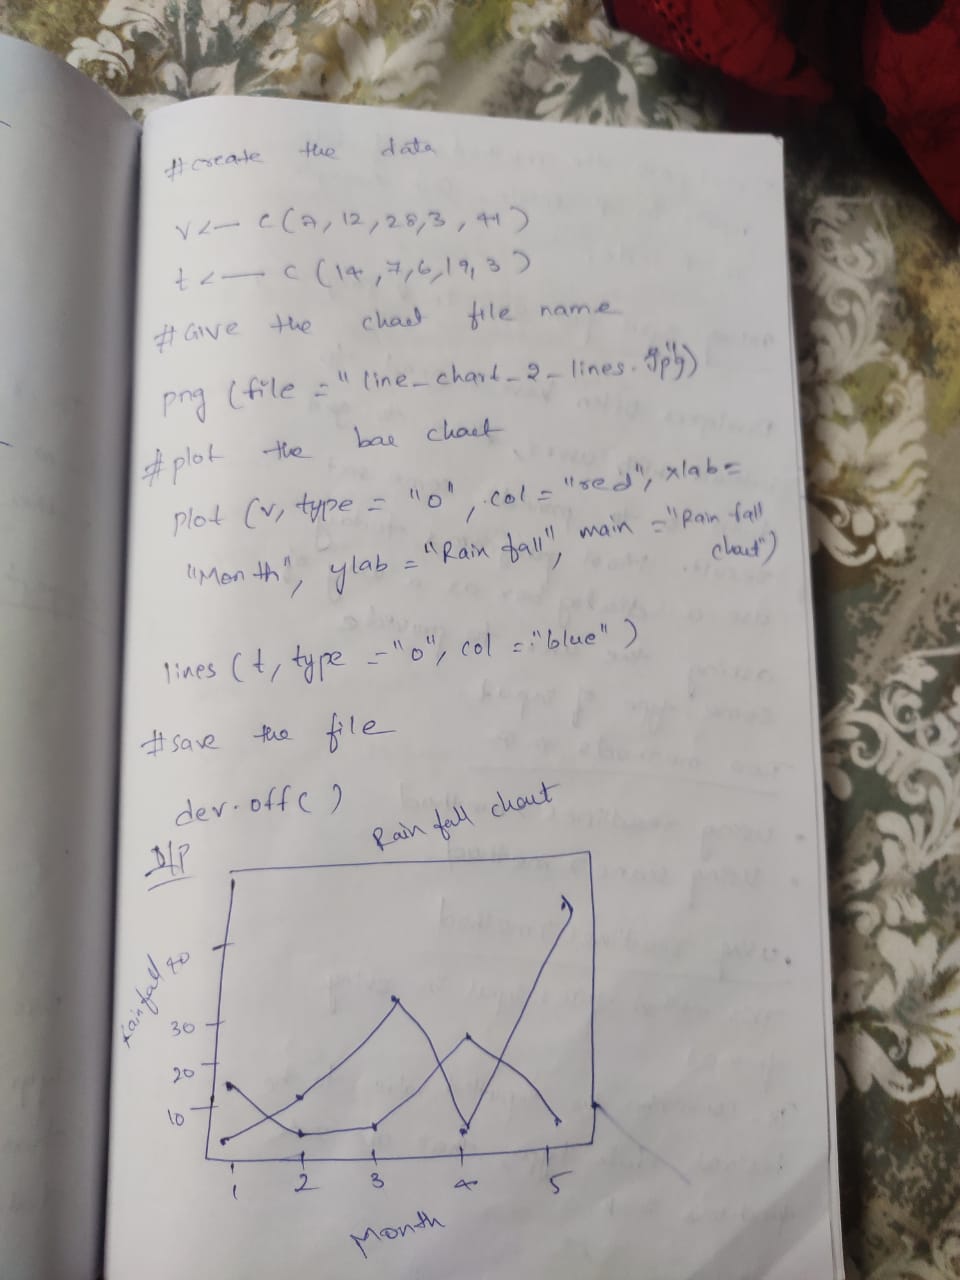 #create the data
v<— c(7,12,28,3,41)
t<— c(14,7,6,19,3)
#Give the chart file name
png (file = "line_chart_2_lines.jpg")
#plot the bar chart
plot (v, type = "o", col = "red", xlab =
"Month", ylab = "Rain fall", main = "Rain fall
chart")
lines (t, type = "o", col = "blue")
#save the file
dev.off()
O/P
Rain fall chart
Rainfall
40
30
20
10
1 2 3 4 5
Month